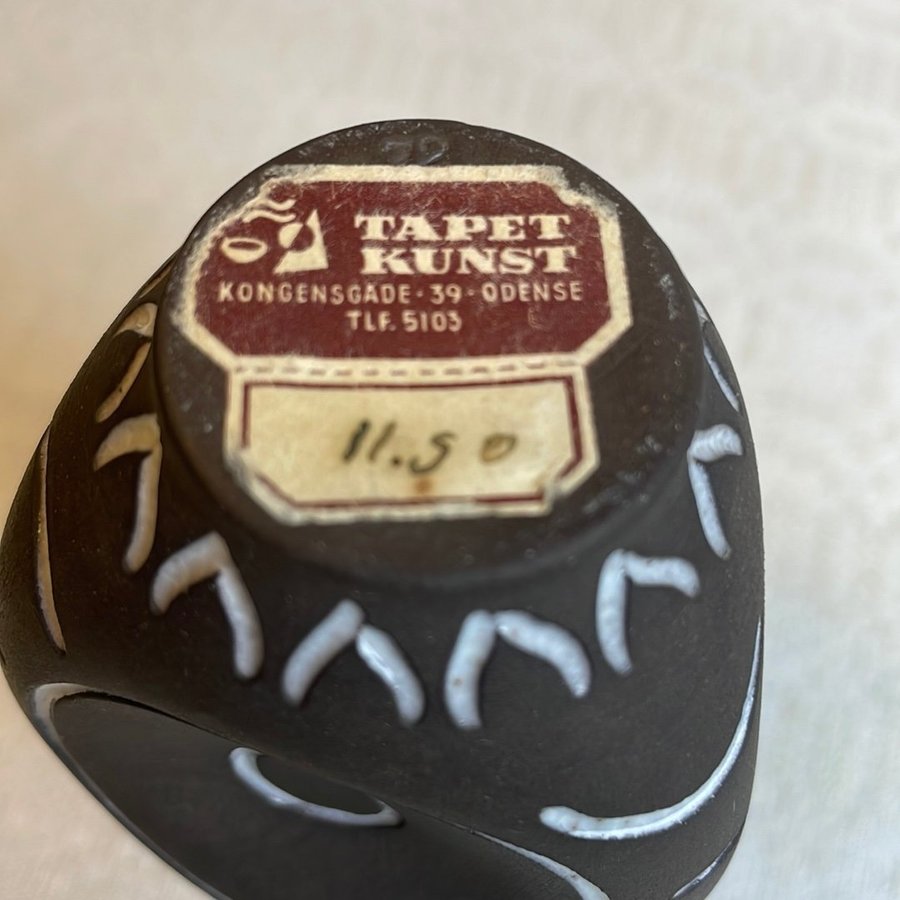 TAPET
KUNST
KONGENSGADE · 39 · ODENSE
TLF. 5103
11.50